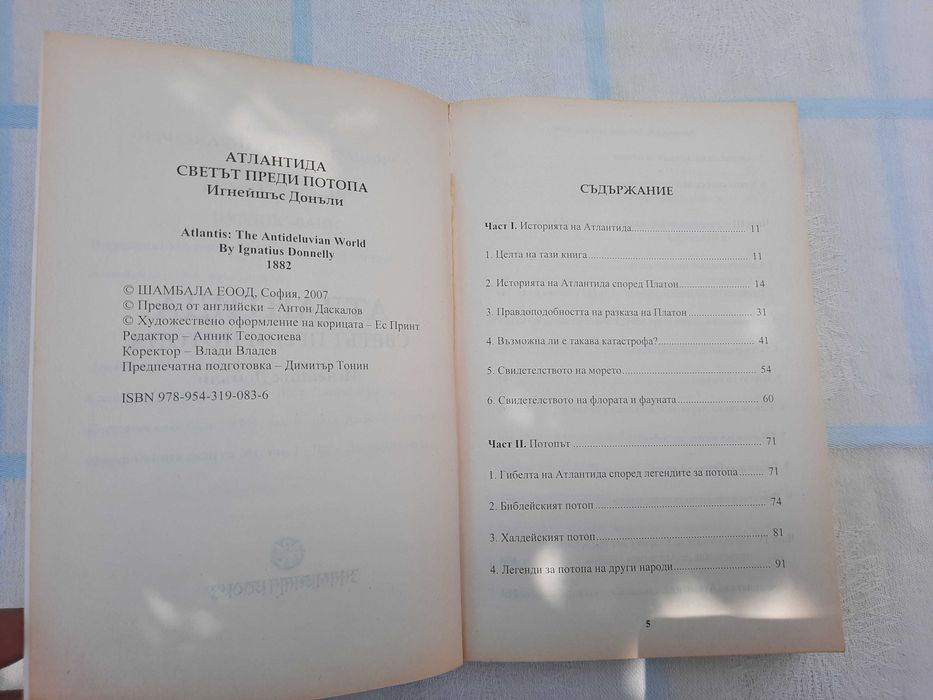 АТЛАНТИДА
СВЕТЪТ ПРЕДИ ПОТОПА
Игнейшъс Донъли
Atlantis: The Antideluvian World
By Ignatius Donnelly
1882
© ШАМБАЛА ЕООД, София, 2007
© Превод от английски – Антон Даскалов
© Художествено оформление на корицата – Ес Принт
Редактор – Анник Теодосиева
Коректор – Влади Владев
Предпечатна подготовка – Димитър Тонин
ISBN 978-954-319-083-6
СЪДЪРЖАНИЕ
Част I. Историята на Атлантида.................................... 11
1. Целта на тази книга.................................................. 11
2. Историята на Атлантида според Платон...................... 14
3. Правдоподобността на разказа на Платон................... 31
4. Възможна ли е такава катастрофа?............................. 41
5. Свидетелството на морето.......................................... 54
6. Свидетелството на флората и фауната......................... 60
Част II. Потопът .......................................................... 71
1. Гибелта на Атлантида според легендите за потопа......... 71
2. Библейският потоп.................................................... 74
3. Халдейският потоп.................................................... 81
4. Легенди за потопа на други народи............................. 91
5